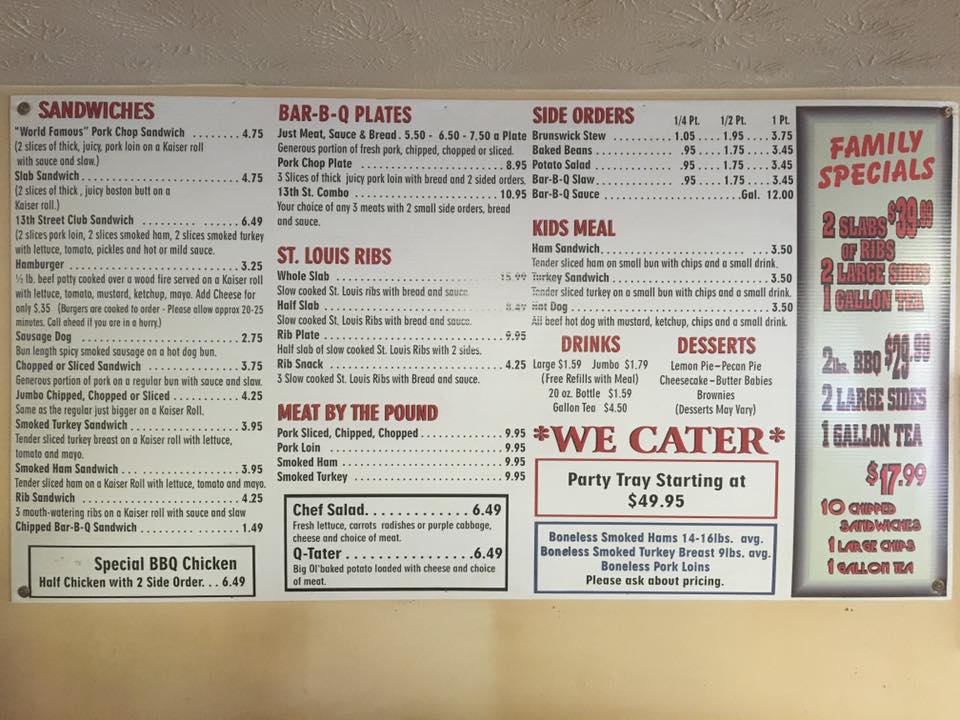 SANDWICHES
"World Famous" Pork Chop Sandwich ........ 4.75
(2 slices of thick, juicy, pork loin on a Kaiser roll
with sauce and slaw.)
Slab Sandwich ........................ 4.75
(2 slices of thick , juicy boston butt on a
Kaiser roll.)
13th Street Club Sandwich ................ 6.49
(2 slices pork loin, 2 slices smoked ham, 2 slices smoked turkey
with lettuce, tomato, pickles and hot or mild sauce.
Hamburger ........................... 3.25
½ lb. beef patty cooked over a wood fire served on a Kaiser roll
with lettuce, tomato, mustard, ketchup, mayo. Add Cheese for
only $.35 (Burgers are cooked to order - Please allow approx 20-25
minutes. Call ahead if you are in a hurry.)
Sausage Dog .......................... 2.75
Bun length spicy smoked sausage on a hot dog bun.
Chopped or Sliced Sandwich .............. 3.75
Generous portion of pork on a regular bun with sauce and slaw.
Jumbo Chipped, Chopped or Sliced .......... 4.25
Same as the regular just bigger on a Kaiser Roll.
Smoked Turkey Sandwich ................. 3.95
Tender sliced turkey breast on a Kaiser roll with lettuce,
tomato and mayo.
Smoked Ham Sandwich ................... 3.95
Tender sliced ham on a Kaiser Roll with lettuce, tomato and mayo.
Rib Sandwich ......................... 4.25
3 mouth-watering ribs on a Kaiser roll with sauce and slaw
Chipped Bar-B-Q Sandwich ................ 1.49
Special BBQ Chicken
Half Chicken with 2 Side Order. . . 6.49
BAR-B-Q PLATES
Just Meat, Sauce & Bread . 5.50 - 6.50 - 7.50 a Plate
Generous portion of fresh pork, chipped, chopped or sliced.
Pork Chop Plate ........................ 8.95
3 Slices of thick juicy pork loin with bread and 2 sided orders.
13th St. Combo ........................ 10.95
Your choice of any 3 meats with 2 small side orders, bread
and sauce.
ST. LOUIS RIBS
Whole Slab .......................... 15.99
Slow cooked St. Louis ribs with bread and sauce.
Half Slab ............................ 8.49
Slow cooked St. Louis Ribs with bread and sauce.
Rib Plate ............................ 9.95
Half slab of slow cooked St. Louis Ribs with 2 sides.
Rib Snack ........................... 4.25
3 Slow cooked St. Louis Ribs with Bread and sauce.
MEAT BY THE POUND
Pork Sliced, Chipped, Chopped ............. 9.95
Pork Loin ........................... 9.95
Smoked Ham ......................... 9.95
Smoked Turkey ....................... 9.95
Chef Salad. . . . . . . . . . . . . . . 6.49
Fresh lettuce, carrots radishes or purple cabbage,
cheese and choice of meat.
Q-Tater . . . . . . . . . . . . . . . . . .6.49
Big Ol'baked potato loaded with cheese and choice
of meat.
SIDE ORDERS 1/4 Pt. 1/2 Pt. 1 Pt.
Brunswick Stew .............. 1.05 .... 1.95 .... 3.75
Baked Beans ................. .95 .... 1.75 .... 3.45
Potato Salad ................. .95 .... 1.75 .... 3.45
Bar-B-Q Slaw ................ .95 .... 1.75 .... 3.45
Bar-B-Q Sauce .......................Gal. 12.00
KIDS MEAL
Ham Sandwich ........................ 3.50
Tender sliced ham on small bun with chips and a small drink.
Turkey Sandwich ....................... 3.50
Tender sliced turkey on a small bun with chips and a small drink.
Hot Dog ............................. 3.50
All beef hot dog with mustard, ketchup, chips and a small drink.
DRINKS
Large $1.59 Jumbo $1.79
(Free Refills with Meal)
20 oz. Bottle $1.59
Gallon Tea $4.50
DESSERTS
Lemon Pie – Pecan Pie
Cheesecake – Butter Babies
Brownies
(Desserts May Vary)
*WE CATER*
Party Tray Starting at
$49.95
Boneless Smoked Hams 14-16lbs. avg.
Boneless Smoked Turkey Breast 9lbs. avg.
Boneless Pork Loins
Please ask about pricing.
FAMILY
SPECIALS
2 SLABS $39.99
OF RIBS
2 LARGE SIDES
1 GALLON TEA
2lbs. BBQ $29.99
2 LARGE SIDES
1 GALLON TEA
$17.99
10 CHIPPED
SANDWICHES
1 LARGE CHIPS
1 GALLON TEA